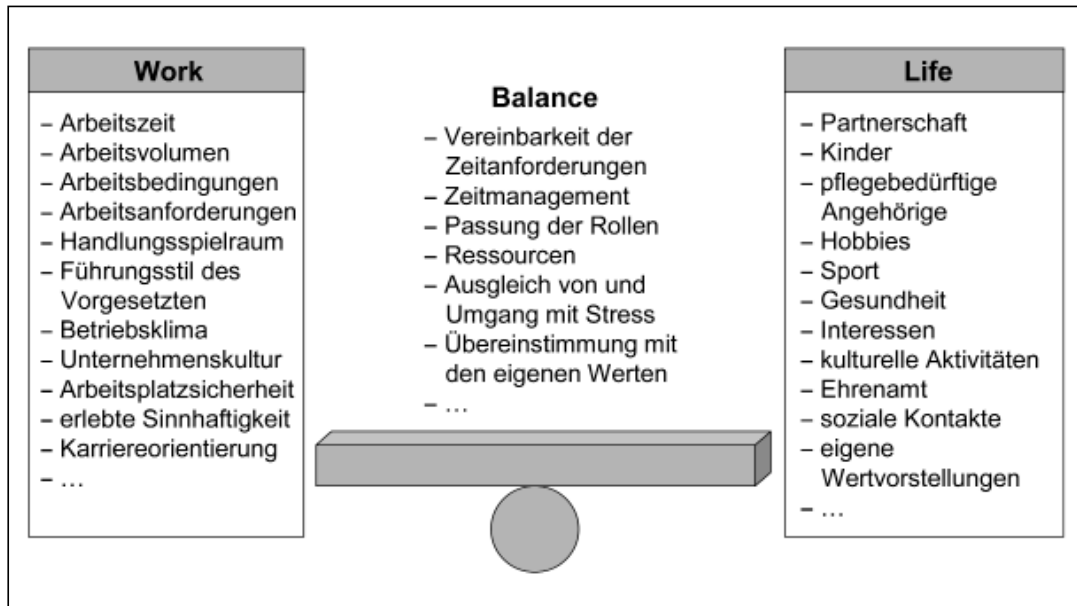 Work
– Arbeitszeit
– Arbeitsvolumen
– Arbeitsbedingungen
– Arbeitsanforderungen
– Handlungsspielraum
– Führungsstil des
Vorgesetzten
– Betriebsklima
– Unternehmenskultur
– Arbeitsplatzsicherheit
– erlebte Sinnhaftigkeit
– Karriereorientierung
– …
Balance
– Vereinbarkeit der
Zeitanforderungen
– Zeitmanagement
– Passung der Rollen
– Ressourcen
– Ausgleich von und
Umgang mit Stress
– Übereinstimmung mit
den eigenen Werten
– …
Life
– Partnerschaft
– Kinder
– pflegebedürftige
Angehörige
– Hobbies
– Sport
– Gesundheit
– Interessen
– kulturelle Aktivitäten
– Ehrenamt
– soziale Kontakte
– eigene
Wertvorstellungen
– …